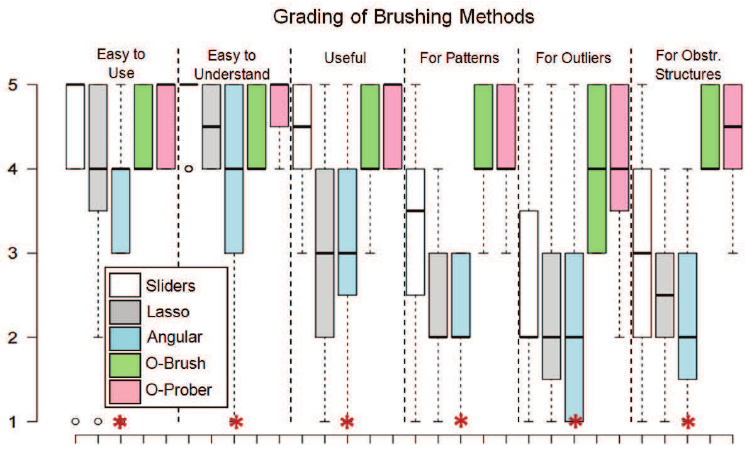 Grading of Brushing Methods
Easy to
Use
Easy to
Understand
Useful
For Patterns
For Outliers
For Obstr.
Structures
5
4
3
2
1
Sliders
Lasso
Angular
O-Brush
O-Prober